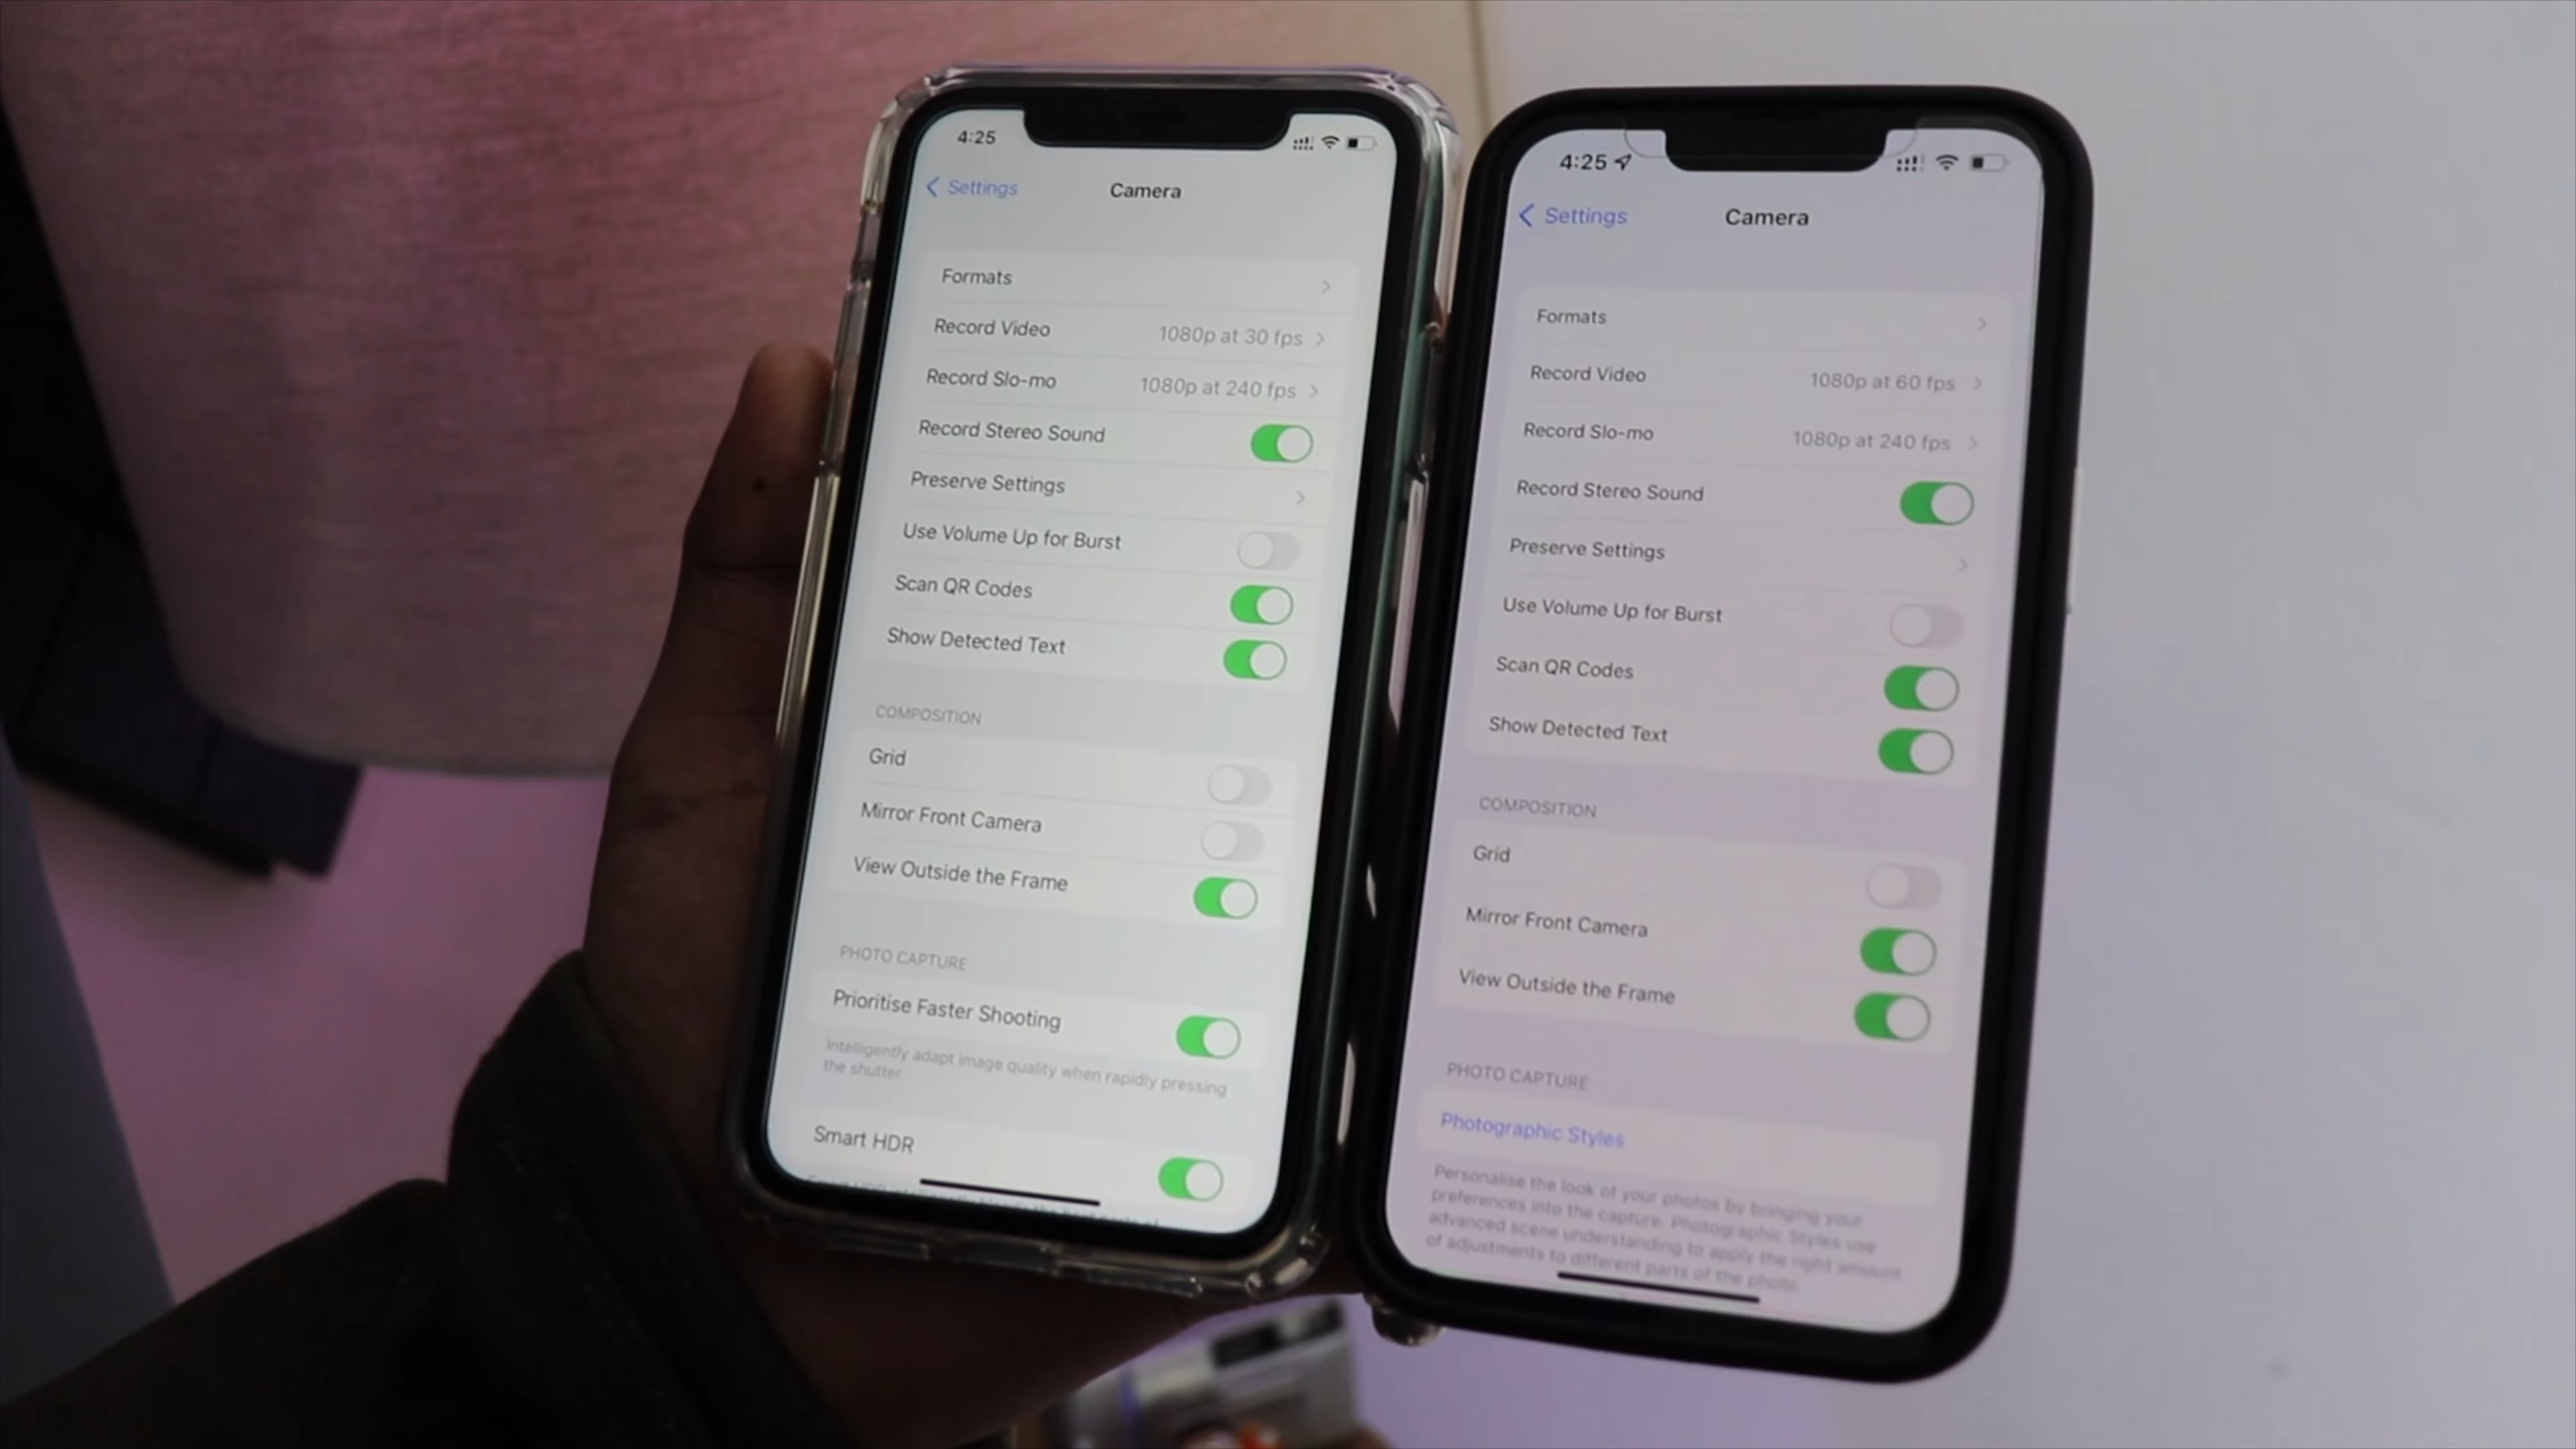 4:25
Settings
Camera
Formats
Record Video 1080p at 30 fps
Record Slo-mo 1080p at 240 fps
Record Stereo Sound
Preserve Settings
Use Volume Up for Burst
Scan QR Codes
Show Detected Text
COMPOSITION
Grid
Mirror Front Camera
View Outside the Frame
PHOTO CAPTURE
Prioritise Faster Shooting
Intelligently adapt image quality when rapidly pressing
the shutter.
Smart HDR
4:25
Settings
Camera
Formats
Record Video 1080p at 60 fps
Record Slo-mo 1080p at 240 fps
Record Stereo Sound
Preserve Settings
Use Volume Up for Burst
Scan QR Codes
Show Detected Text
COMPOSITION
Grid
Mirror Front Camera
View Outside the Frame
PHOTO CAPTURE
Photographic Styles
Personalise the look of your photos by bringing your
preferences into the capture. Photographic Styles use
advanced scene understanding to apply the right amount
of adjustments to different parts of the photo.